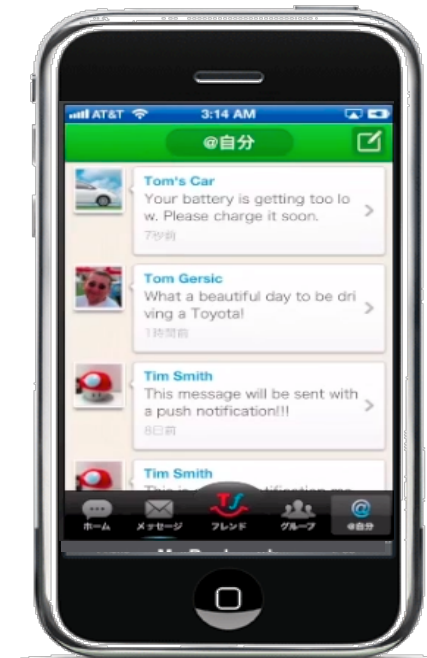 AT&T 3:14 AM
@自分
Tom's Car
Your battery is getting too lo
w. Please charge it soon.
7秒前
Tom Gersic
What a beautiful day to be dri
ving a Toyota!
1時間前
Tim Smith
This message will be sent with
a push notification!!!
8日前
Tim Smith
ホーム メッセージ フレンド グループ @自分